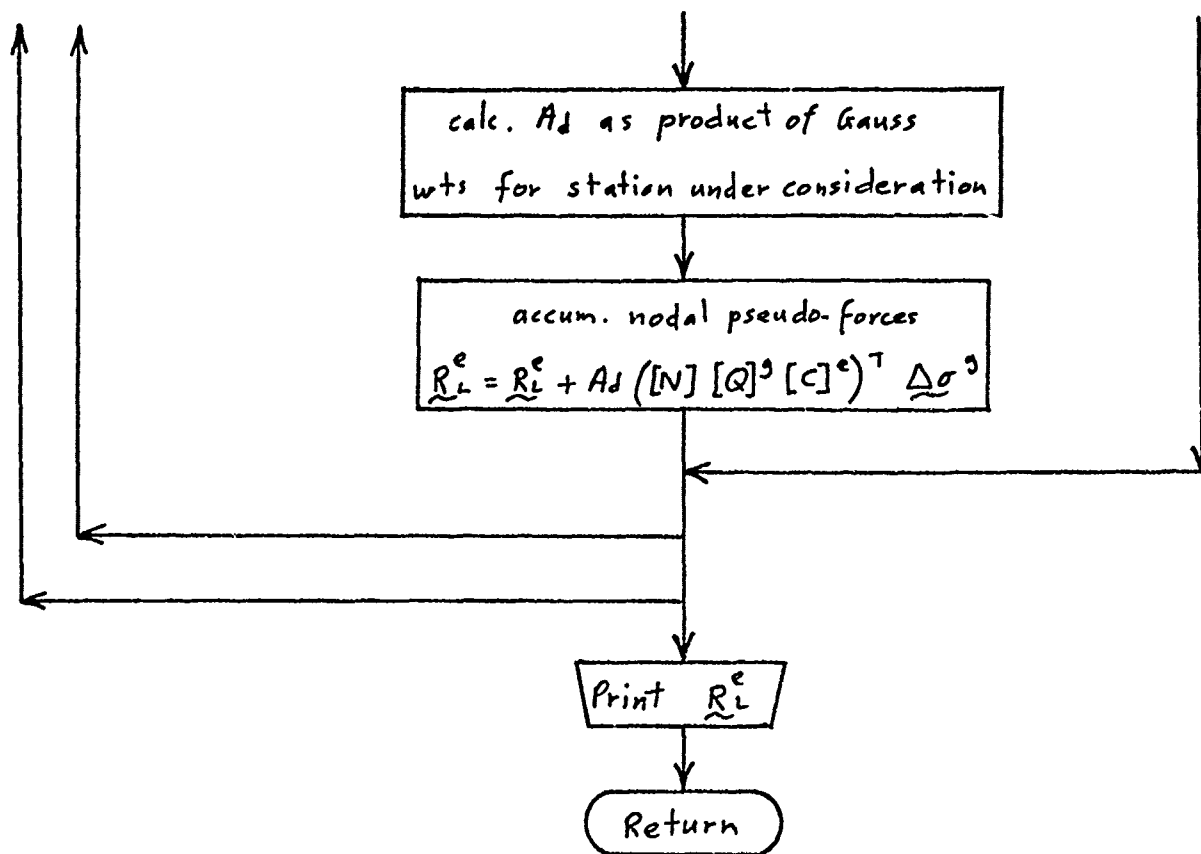 calc. Ad as product of Gauss
wts for station under consideration
accum. nodal pseudo-forces
R_L^e = R_L^e + Ad ([N] [Q]^g [C]^e)^T Δσ^g
Print R_L^e
Return